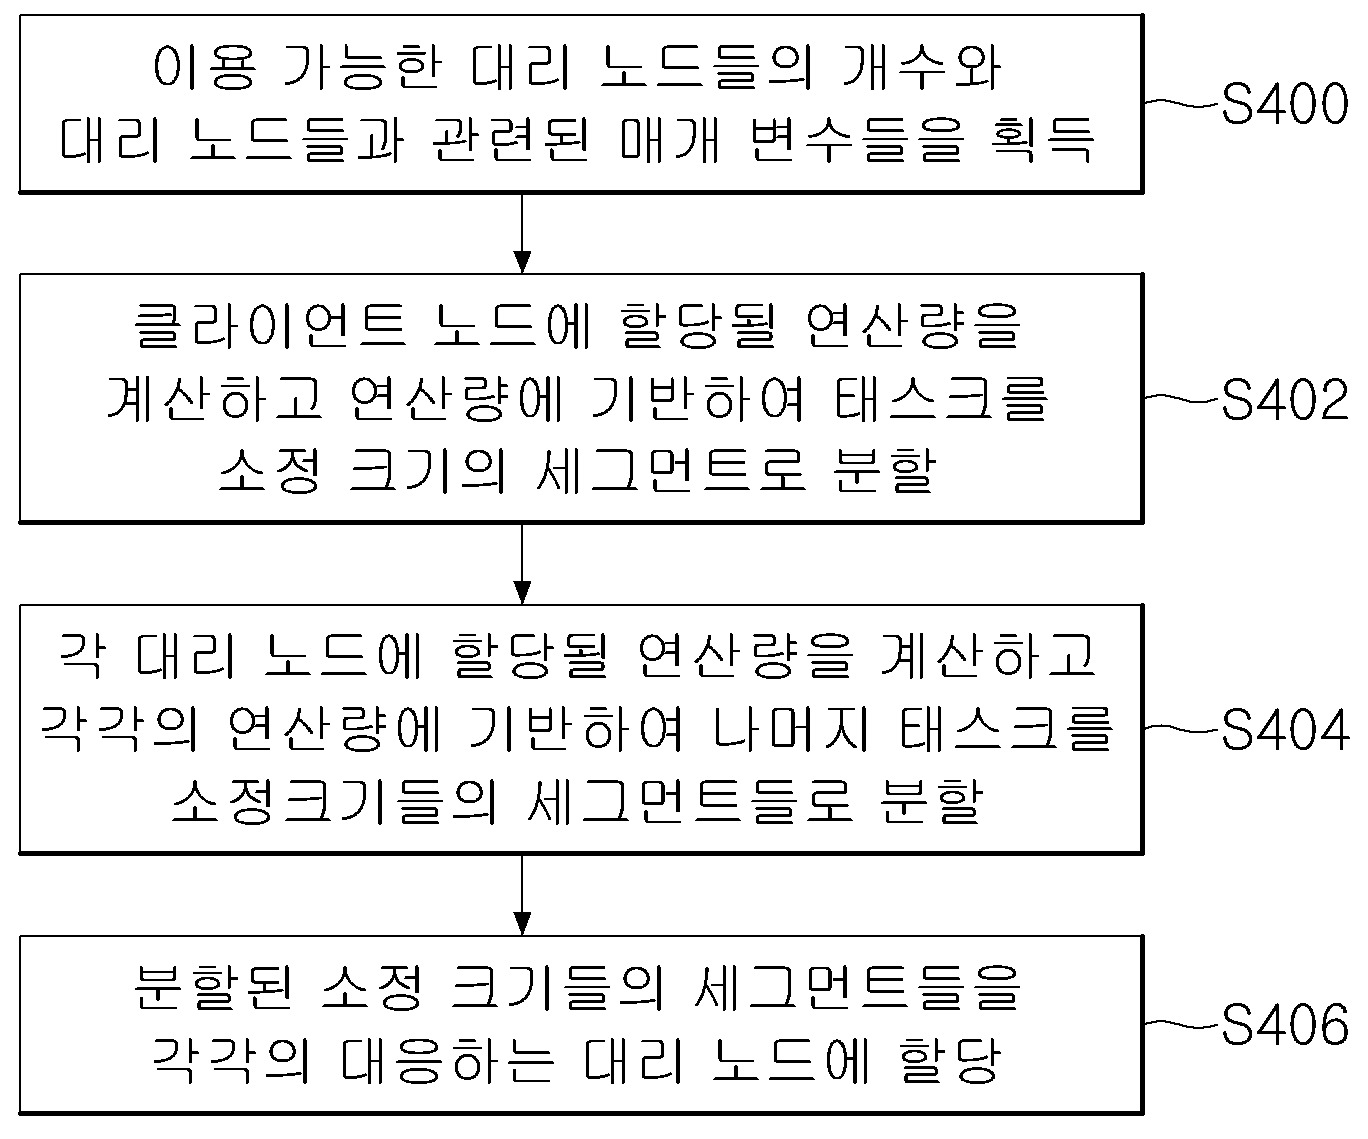 이용 가능한 대리 노드들의 개수와
대리 노드들과 관련된 매개 변수들을 획득
S400
클라이언트 노드에 할당될 연산량을
계산하고 연산량에 기반하여 태스크를
소정 크기의 세그먼트로 분할
S402
각 대리 노드에 할당될 연산량을 계산하고
각각의 연산량에 기반하여 나머지 태스크를
소정크기들의 세그먼트들로 분할
S404
분할된 소정 크기들의 세그먼트들을
각각의 대응하는 대리 노드에 할당
S406